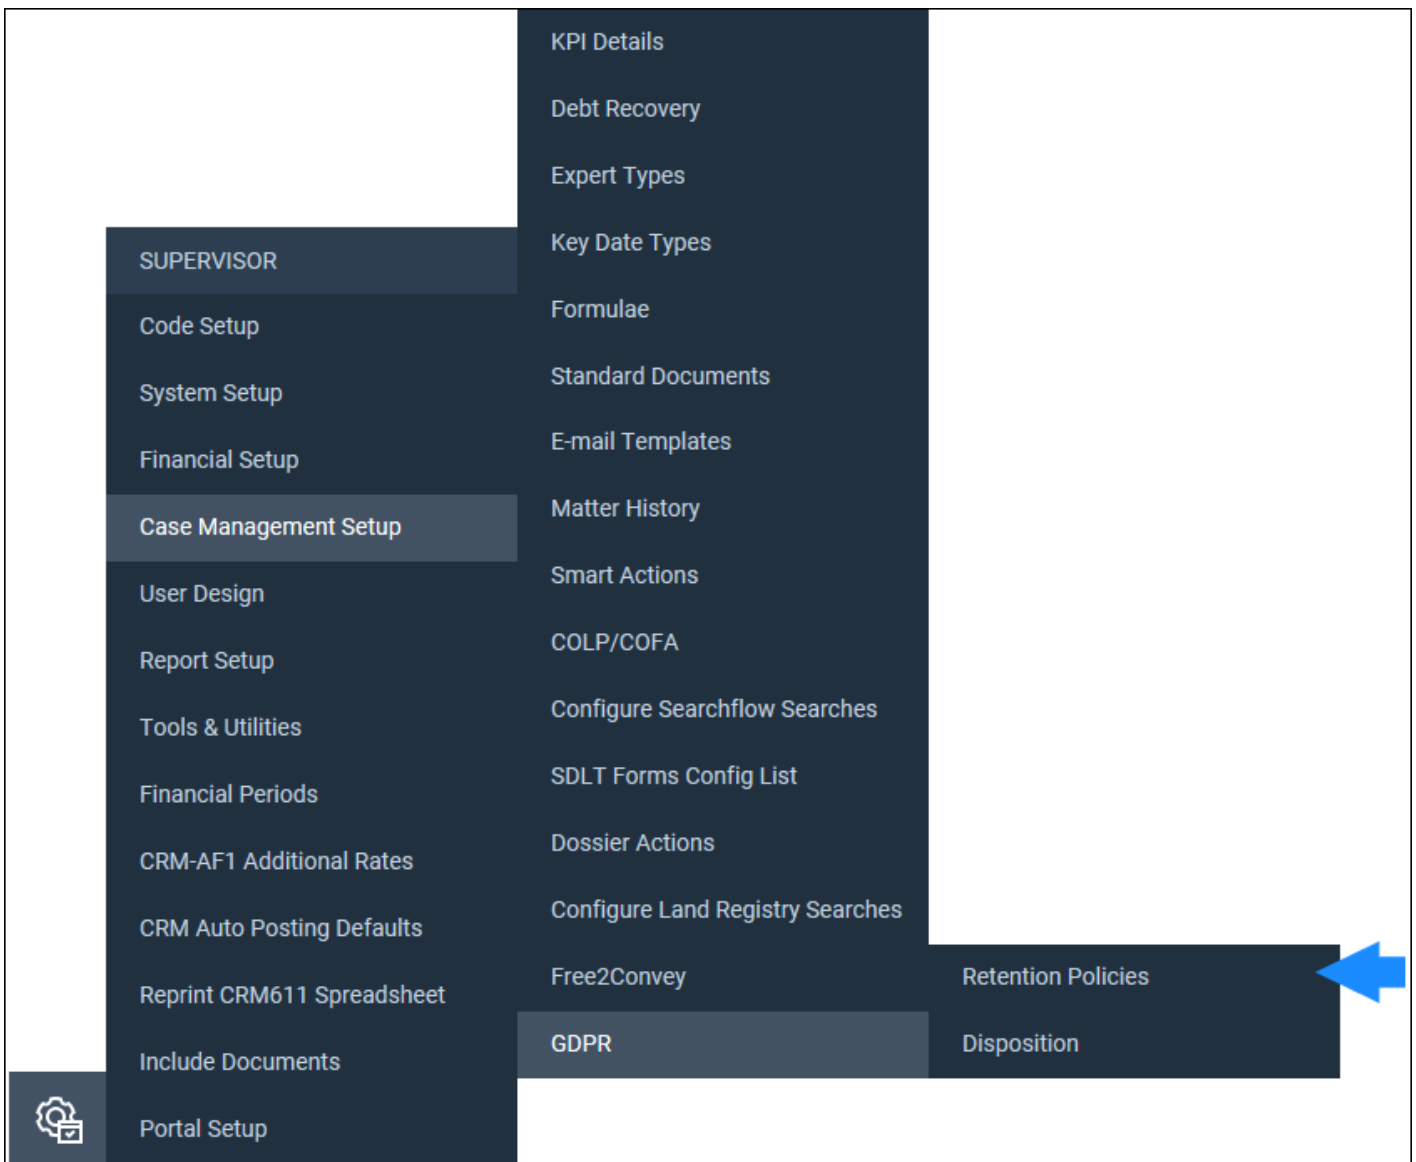 SUPERVISOR
Code Setup
System Setup
Financial Setup
Case Management Setup
User Design
Report Setup
Tools & Utilities
Financial Periods
CRM-AF1 Additional Rates
CRM Auto Posting Defaults
Reprint CRM611 Spreadsheet
Include Documents
Portal Setup
KPI Details
Debt Recovery
Expert Types
Key Date Types
Formulae
Standard Documents
E-mail Templates
Matter History
Smart Actions
COLP/COFA
Configure Searchflow Searches
SDLT Forms Config List
Dossier Actions
Configure Land Registry Searches
Free2Convey
GDPR
Retention Policies
Disposition